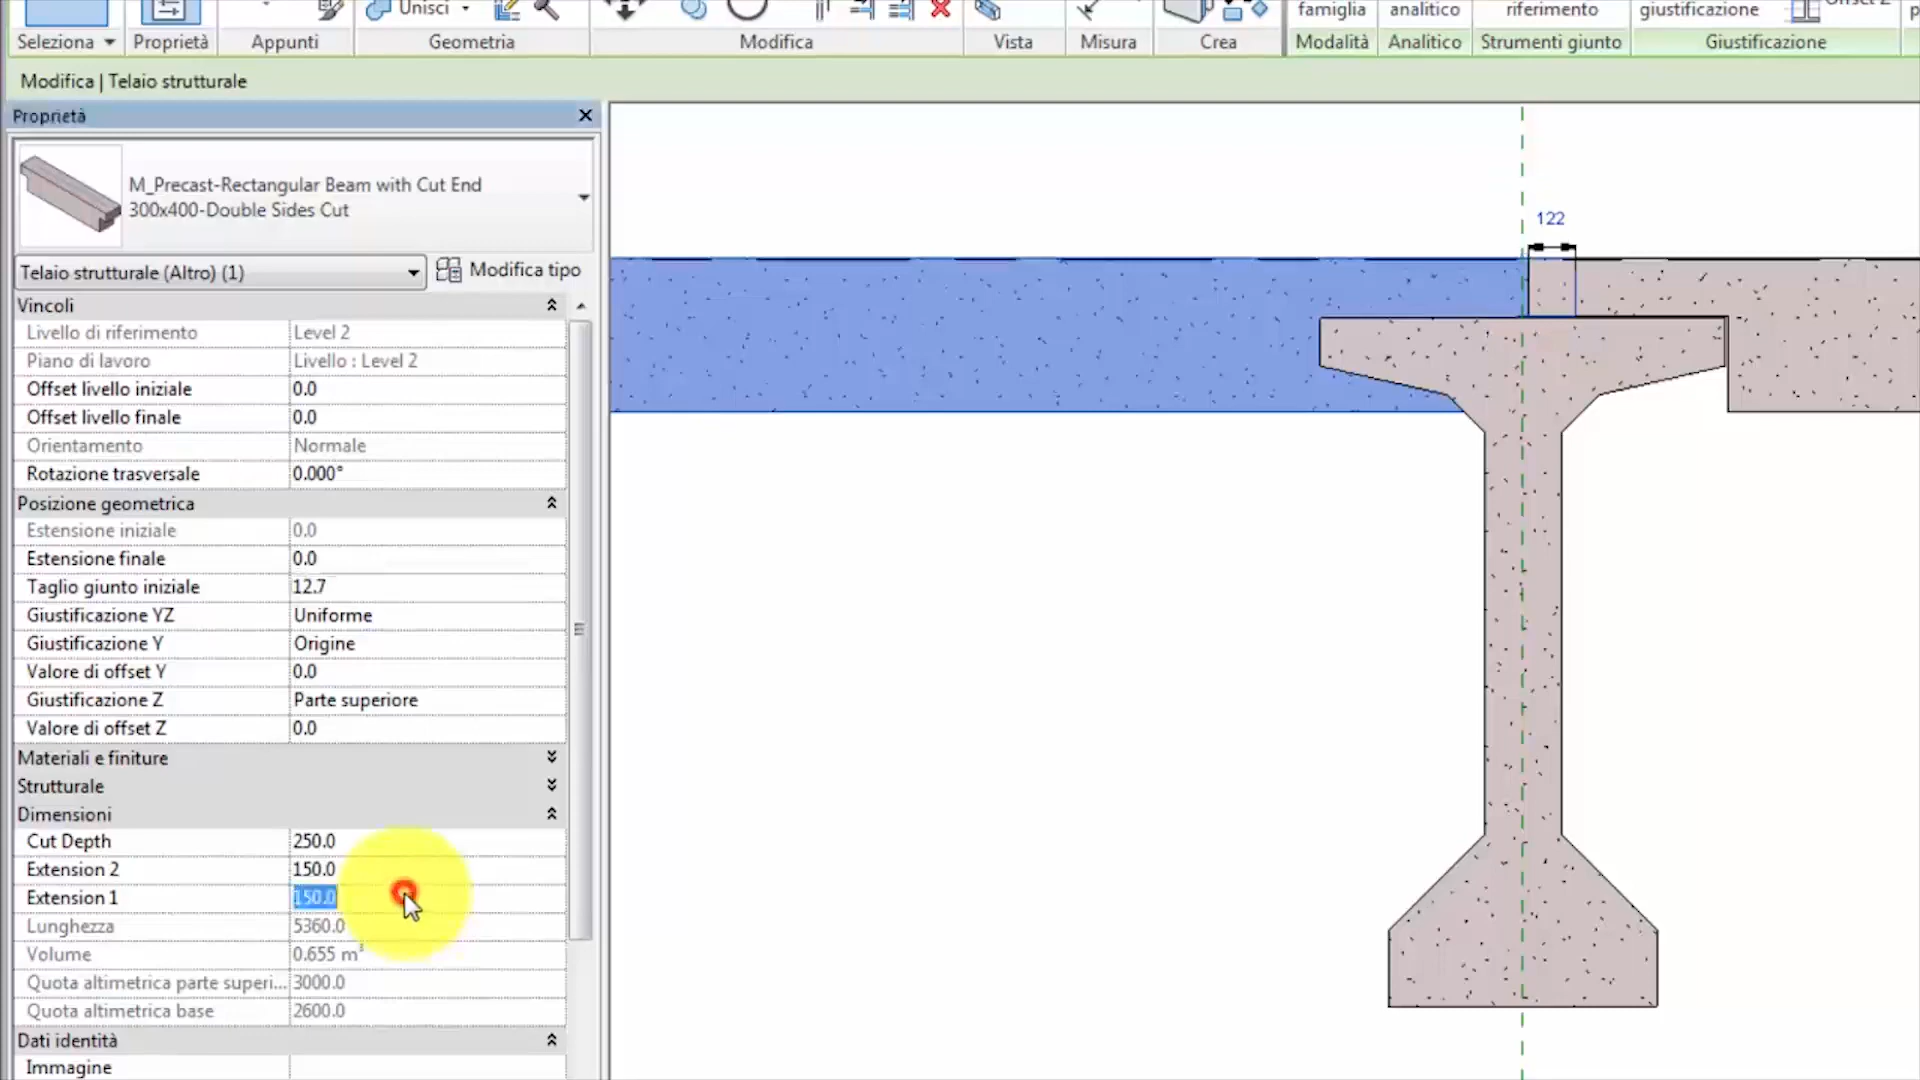 Unisci
famiglia analitico riferimento giustificazione
Seleziona Proprietà Appunti Geometria Modifica Vista Misura Crea Modalità Analitico Strumenti giunto Giustificazione
Modifica | Telaio strutturale
Proprietà
M_Precast-Rectangular Beam with Cut End
300x400-Double Sides Cut
122
Telaio strutturale (Altro) (1) Modifica tipo
Vincoli
Livello di riferimento Level 2
Piano di lavoro Livello : Level 2
Offset livello iniziale 0.0
Offset livello finale 0.0
Orientamento Normale
Rotazione trasversale 0.000°
Posizione geometrica
Estensione iniziale 0.0
Estensione finale 0.0
Taglio giunto iniziale 12.7
Giustificazione YZ Uniforme
Giustificazione Y Origine
Valore di offset Y 0.0
Giustificazione Z Parte superiore
Valore di offset Z 0.0
Materiali e finiture
Strutturale
Dimensioni
Cut Depth 250.0
Extension 2 150.0
Extension 1 150.0
Lunghezza 5360.0
Volume 0.655 m³
Quota altimetrica parte superi... 3000.0
Quota altimetrica base 2600.0
Dati identità
Immagine